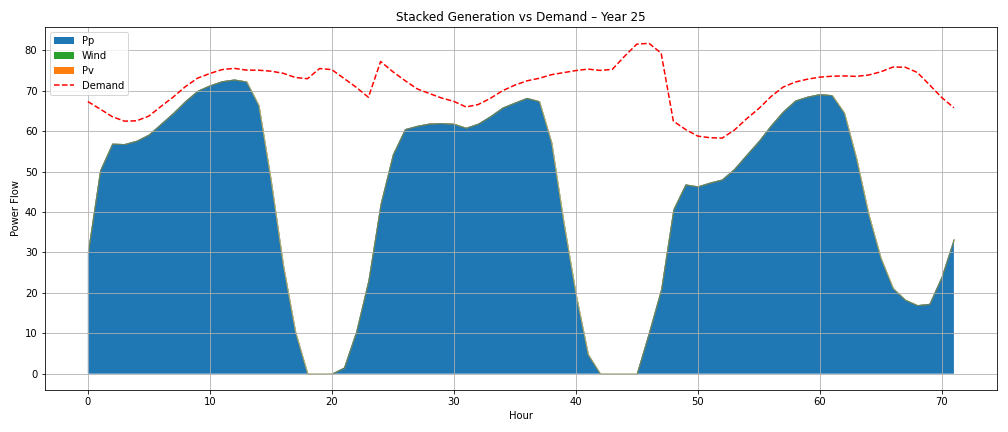 Stacked Generation vs Demand – Year 25
Pp
Wind
Pv
Demand
Power Flow
80
70
60
50
40
30
20
10
0
0 10 20 30 40 50 60 70
Hour